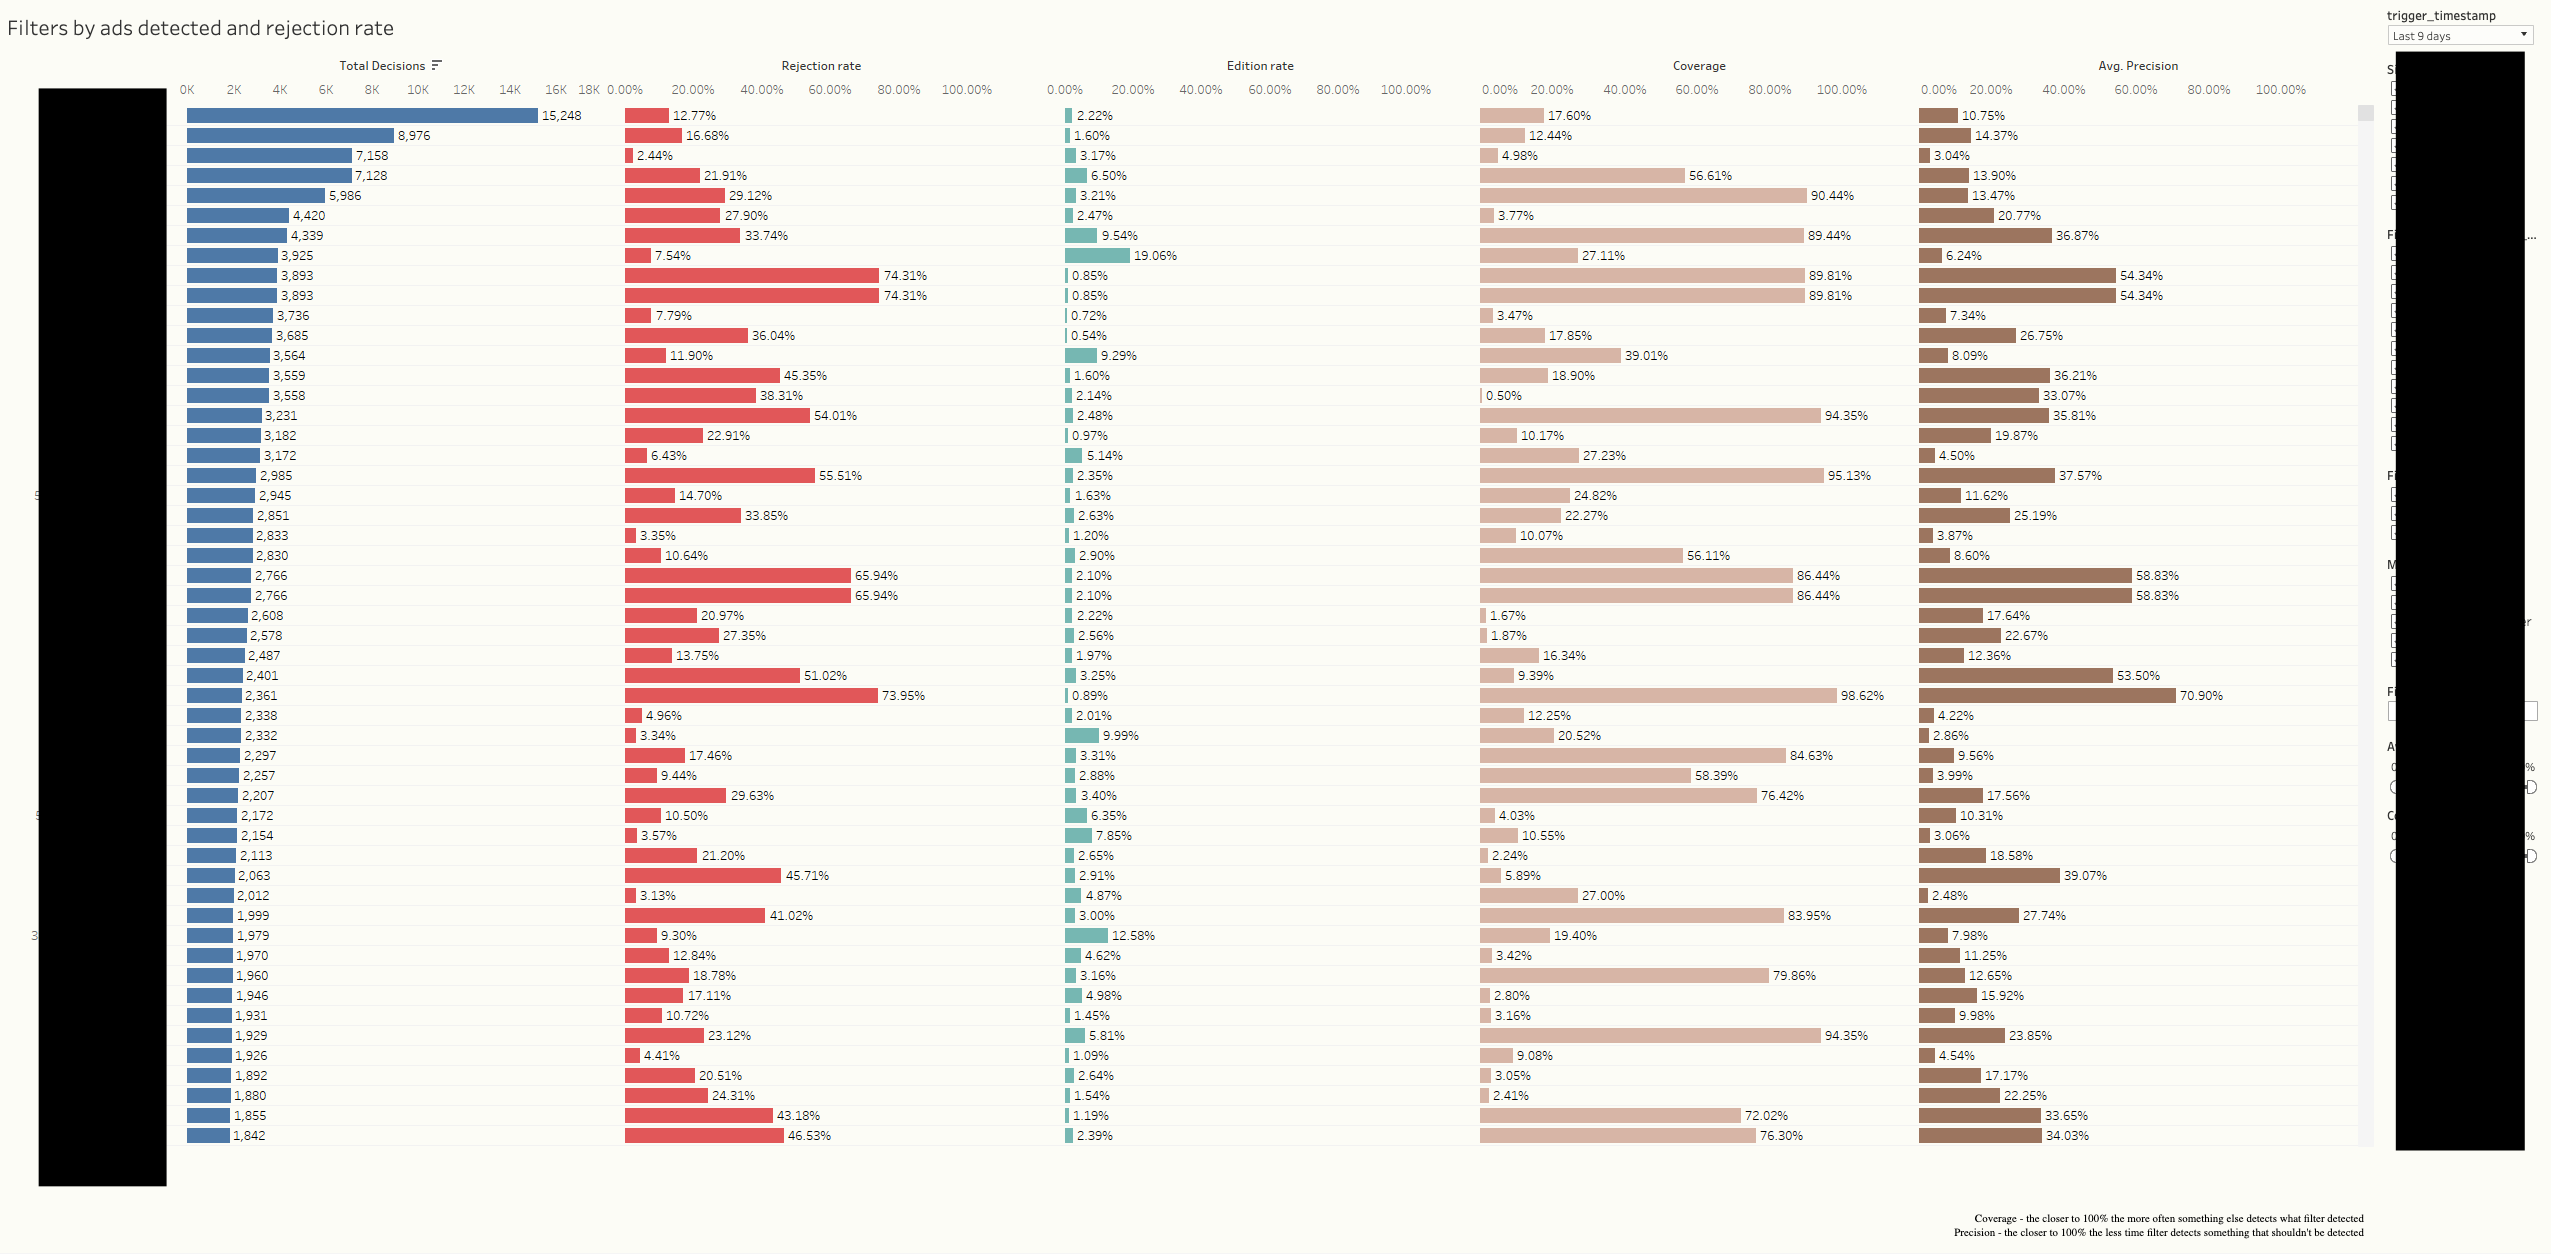 Filters by ads detected and rejection rate
trigger_timestamp
Last 9 days
Total Decisions Rejection rate Edition rate Coverage Avg. Precision
0K 2K 4K 6K 8K 10K 12K 14K 16K 18K 0.00% 20.00% 40.00% 60.00% 80.00% 100.00% 0.00% 20.00% 40.00% 60.00% 80.00% 100.00% 0.00% 20.00% 40.00% 60.00% 80.00% 100.00% 0.00% 20.00% 40.00% 60.00% 80.00% 100.00%
15,248 12.77% 2.22% 17.60% 10.75%
8,976 16.68% 1.60% 12.44% 14.37%
7,158 2.44% 3.17% 4.98% 3.04%
7,128 21.91% 6.50% 56.61% 13.90%
5,986 29.12% 3.21% 90.44% 13.47%
4,420 27.90% 2.47% 3.77% 20.77%
4,339 33.74% 9.54% 89.44% 36.87%
3,925 7.54% 19.06% 27.11% 6.24%
3,893 74.31% 0.85% 89.81% 54.34%
3,893 74.31% 0.85% 89.81% 54.34%
3,736 7.79% 0.72% 3.47% 7.34%
3,685 36.04% 0.54% 17.85% 26.75%
3,564 11.90% 9.29% 39.01% 8.09%
3,559 45.35% 1.60% 18.90% 36.21%
3,558 38.31% 2.14% 0.50% 33.07%
3,231 54.01% 2.48% 94.35% 35.81%
3,182 22.91% 0.97% 10.17% 19.87%
3,172 6.43% 5.14% 27.23% 4.50%
2,985 55.51% 2.35% 95.13% 37.57%
2,945 14.70% 1.63% 24.82% 11.62%
2,851 33.85% 2.63% 22.27% 25.19%
2,833 3.35% 1.20% 10.07% 3.87%
2,830 10.64% 2.90% 56.11% 8.60%
2,766 65.94% 2.10% 86.44% 58.83%
2,766 65.94% 2.10% 86.44% 58.83%
2,608 20.97% 2.22% 1.67% 17.64%
2,578 27.35% 2.56% 1.87% 22.67%
2,487 13.75% 1.97% 16.34% 12.36%
2,401 51.02% 3.25% 9.39% 53.50%
2,361 73.95% 0.89% 98.62% 70.90%
2,338 4.96% 2.01% 12.25% 4.22%
2,332 3.34% 9.99% 20.52% 2.86%
2,297 17.46% 3.31% 84.63% 9.56%
2,257 9.44% 2.88% 58.39% 3.99%
2,207 29.63% 3.40% 76.42% 17.56%
2,172 10.50% 6.35% 4.03% 10.31%
2,154 3.57% 7.85% 10.55% 3.06%
2,113 21.20% 2.65% 2.24% 18.58%
2,063 45.71% 2.91% 5.89% 39.07%
2,012 3.13% 4.87% 27.00% 2.48%
1,999 41.02% 3.00% 83.95% 27.74%
1,979 9.30% 12.58% 19.40% 7.98%
1,970 12.84% 4.62% 3.42% 11.25%
1,960 18.78% 3.16% 79.86% 12.65%
1,946 17.11% 4.98% 2.80% 15.92%
1,931 10.72% 1.45% 3.16% 9.98%
1,929 23.12% 5.81% 94.35% 23.85%
1,926 4.41% 1.09% 9.08% 4.54%
1,892 20.51% 2.64% 3.05% 17.17%
1,880 24.31% 1.54% 2.41% 22.25%
1,855 43.18% 1.19% 72.02% 33.65%
1,842 46.53% 2.39% 76.30% 34.03%
Coverage - the closer to 100% the more often something else detects what filter detected
Precision - the closer to 100% the less time filter detects something that shouldn't be detected